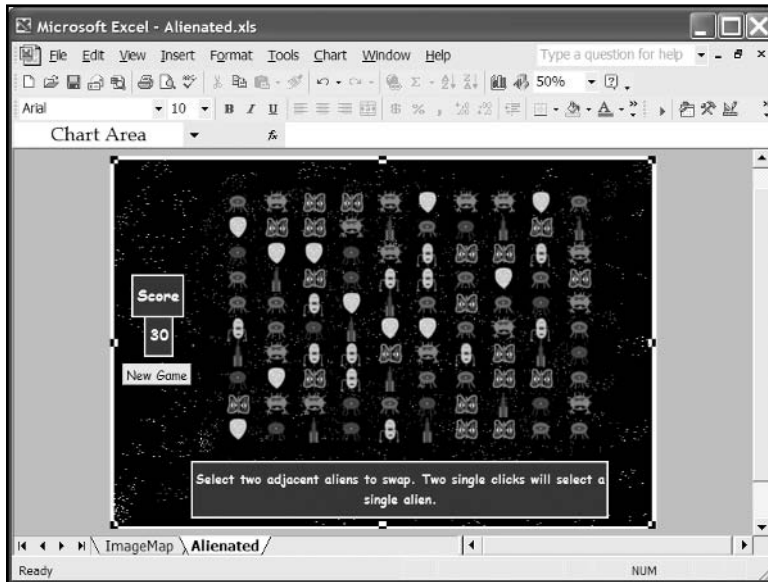 Microsoft Excel - Alienated.xls
File Edit View Insert Format Tools Chart Window Help Type a question for help
50%
Arial 10 B I U
Chart Area fx
Score
30
New Game
Select two adjacent aliens to swap. Two single clicks will select a
single alien.
ImageMap Alienated
Ready NUM